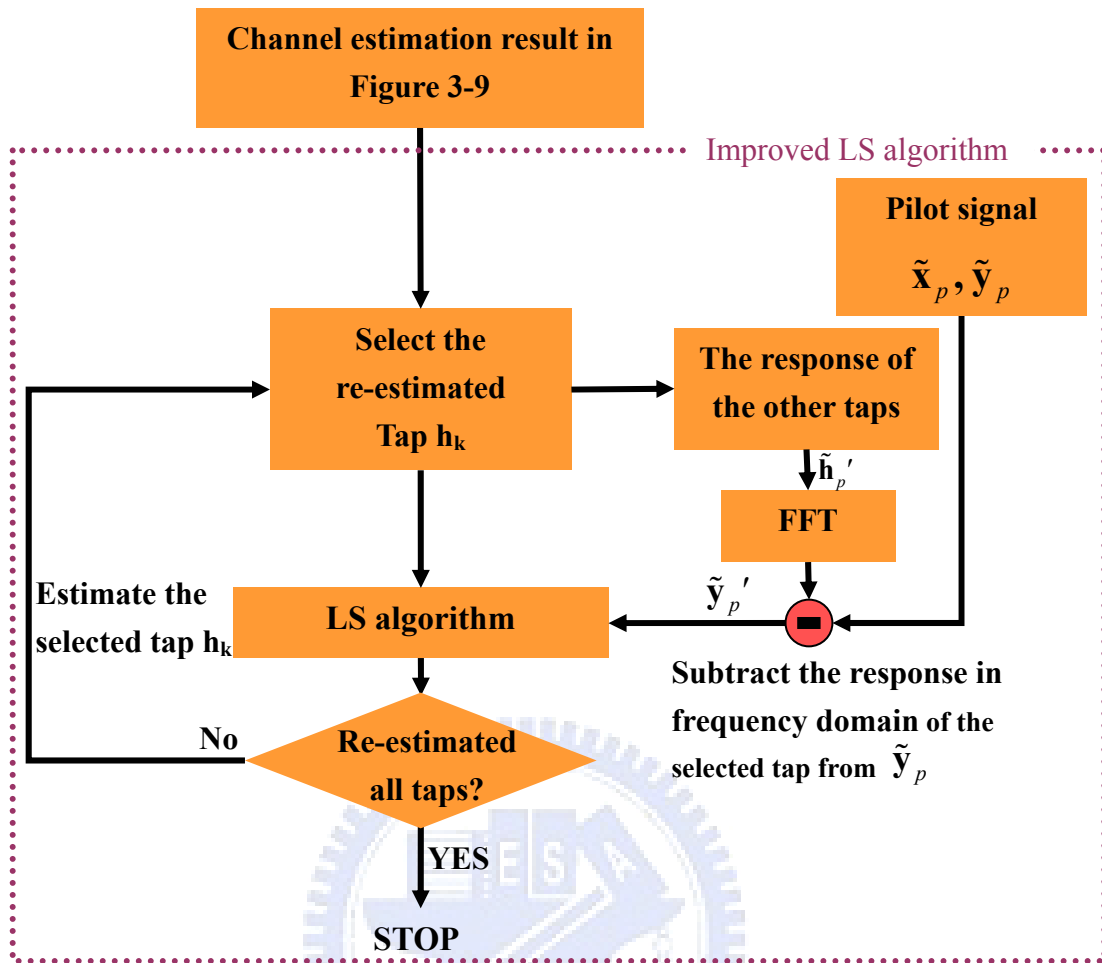 Channel estimation result in
Figure 3-9
Improved LS algorithm
Pilot signal
x̃ₚ, ỹₚ
Select the
re-estimated
Tap hₖ
The response of
the other taps
h̃ₚ′
FFT
Estimate the
selected tap hₖ
LS algorithm
ỹₚ′
Subtract the response in
frequency domain of the
selected tap from ỹₚ
No
Re-estimated
all taps?
YES
STOP
E S A